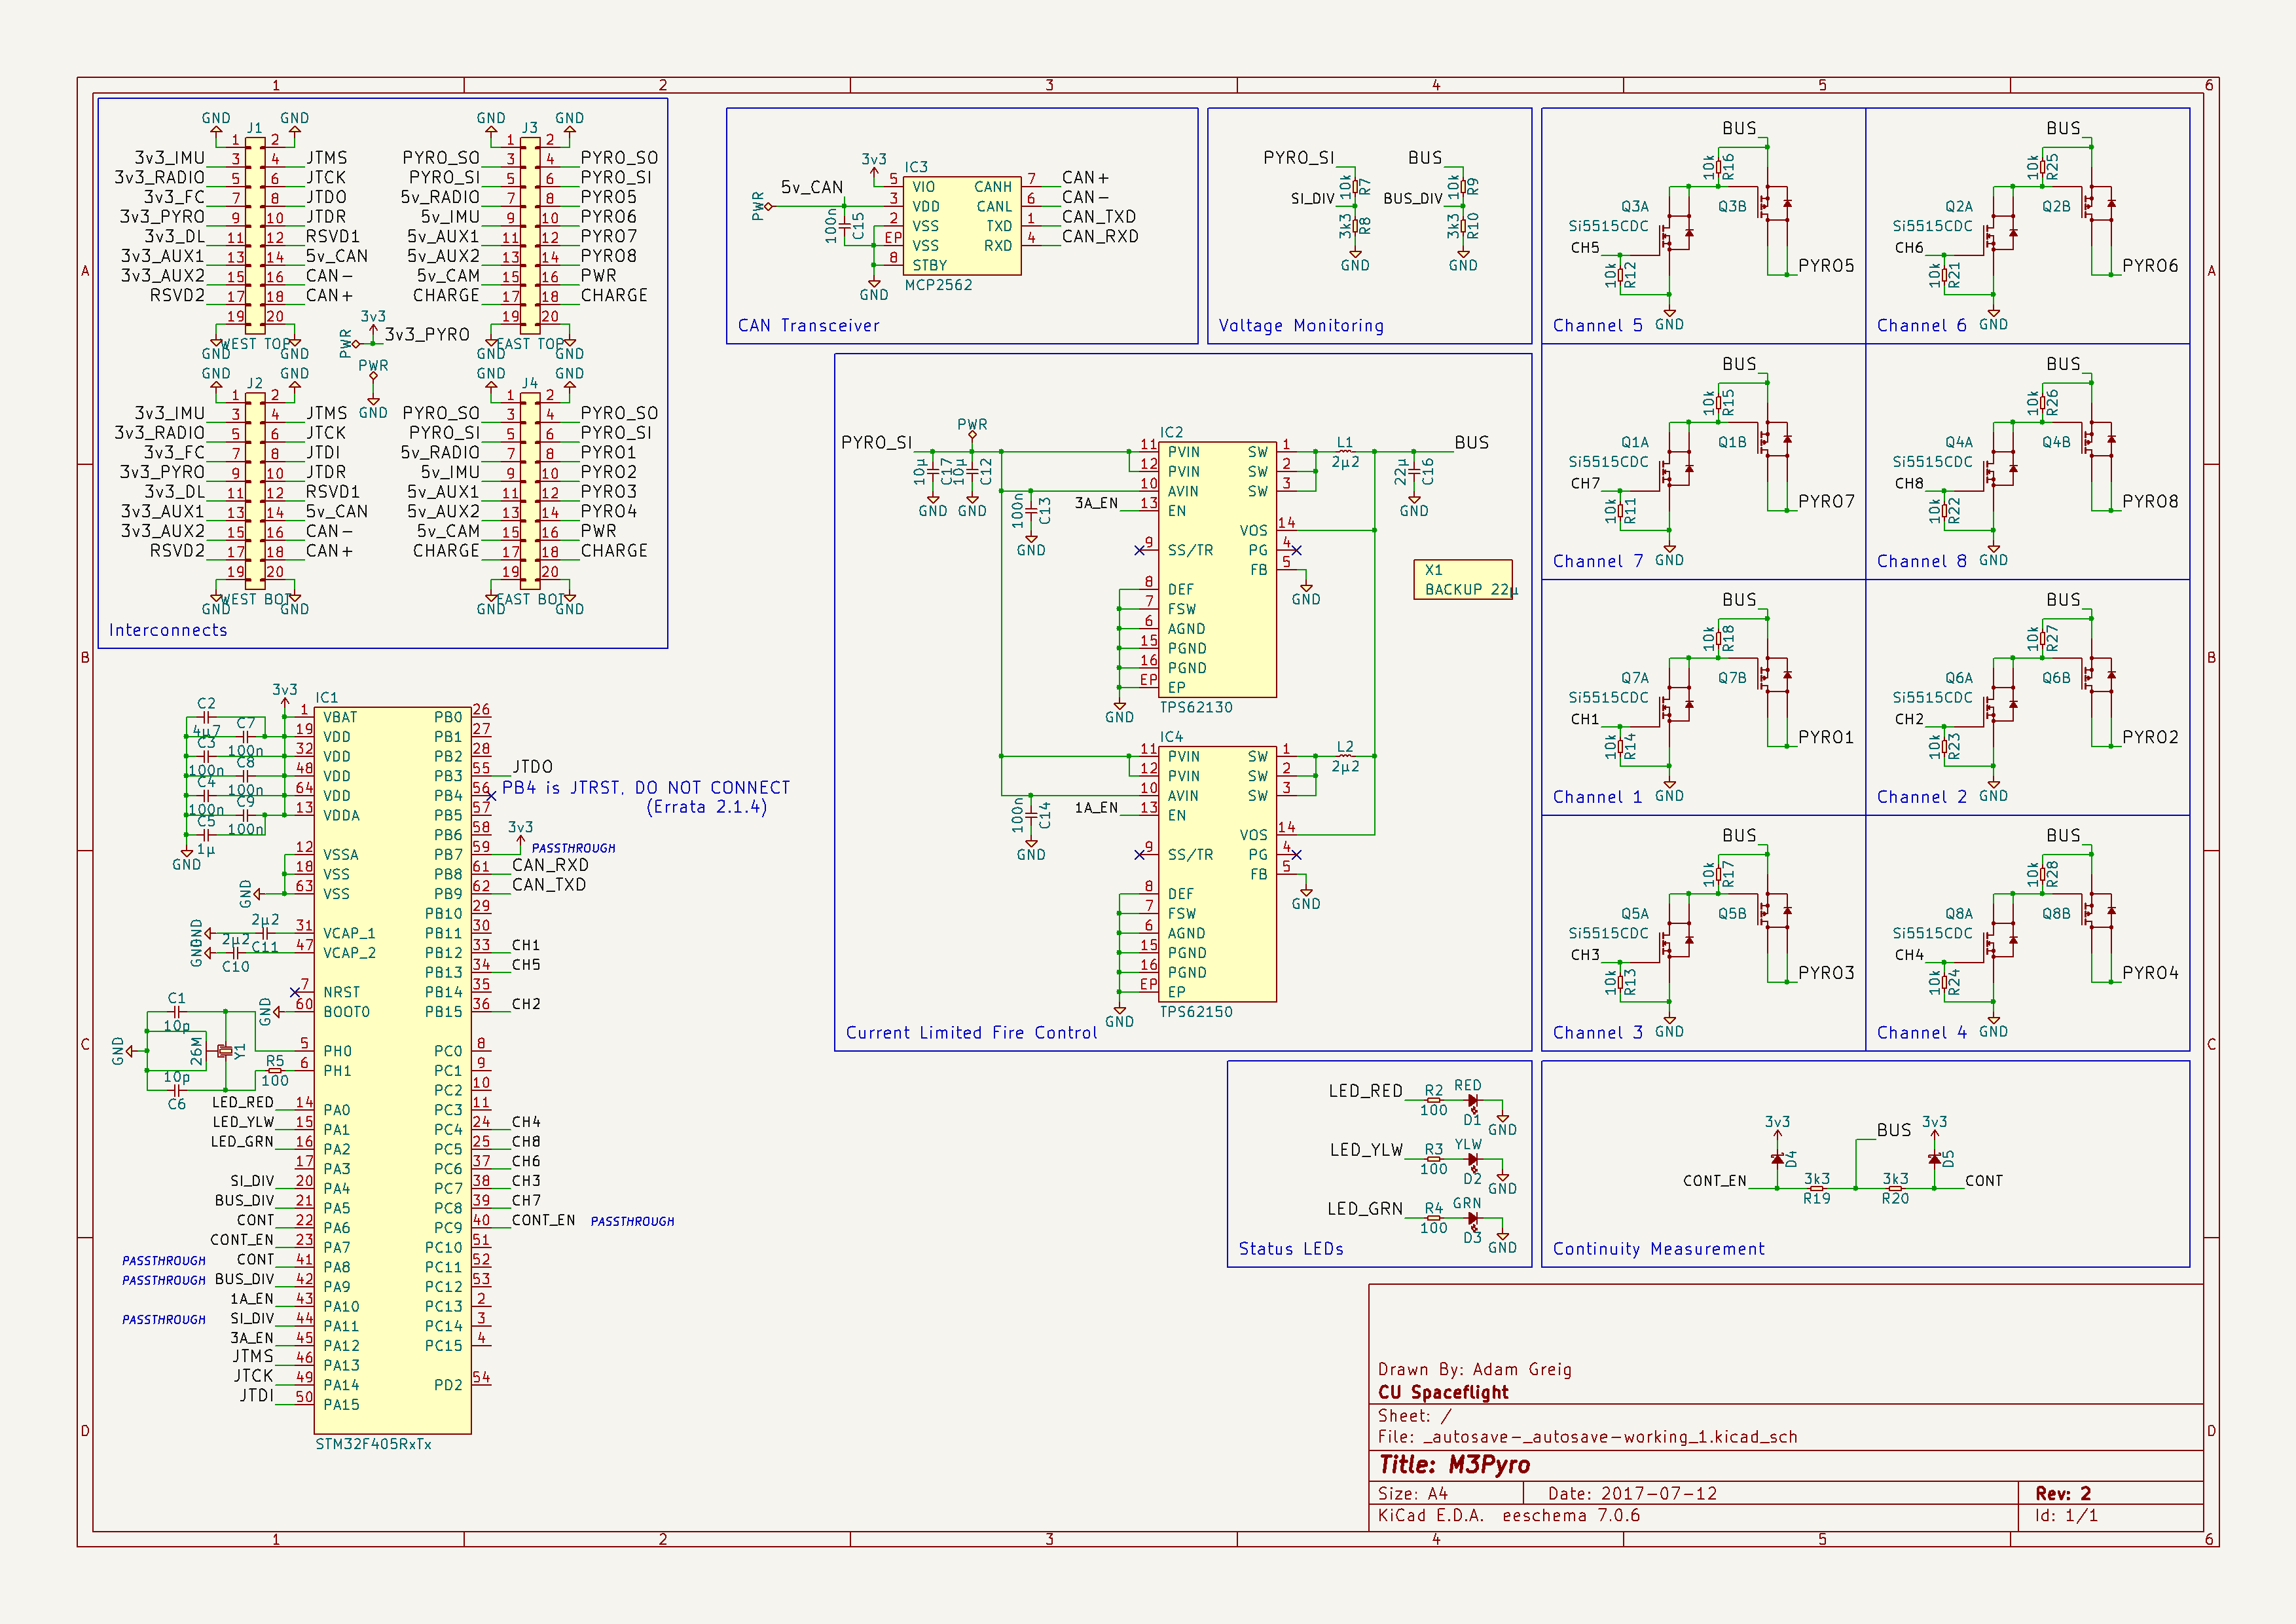 1 2 3 4 5 6
A B C D
GND GND
J1
1 2
3v3_IMU 3 4 JTMS
3v3_RADIO 5 6 JTCK
3v3_FC 7 8 JTDO
3v3_PYRO 9 10 JTDR
3v3_DL 11 12 RSVD1
3v3_AUX1 13 14 5v_CAN
3v3_AUX2 15 16 CAN-
RSVD2 17 18 CAN+
19 20
WEST TOP
GND GND
GND GND
J3
1 2
PYRO_SO 3 4 PYRO_SO
PYRO_SI 5 6 PYRO_SI
5v_RADIO 7 8 PYRO5
5v_IMU 9 10 PYRO6
5v_AUX1 11 12 PYRO7
5v_AUX2 13 14 PYRO8
5v_CAM 15 16 PWR
CHARGE 17 18 CHARGE
19 20
EAST TOP
GND GND
3v3
PWR 3v3_PYRO
PWR
GND
GND GND
J2
1 2
3v3_IMU 3 4 JTMS
3v3_RADIO 5 6 JTCK
3v3_FC 7 8 JTDI
3v3_PYRO 9 10 JTDR
3v3_DL 11 12 RSVD1
3v3_AUX1 13 14 5v_CAN
3v3_AUX2 15 16 CAN-
RSVD2 17 18 CAN+
19 20
WEST BOT
GND GND
GND GND
J4
1 2
PYRO_SO 3 4 PYRO_SO
PYRO_SI 5 6 PYRO_SI
5v_RADIO 7 8 PYRO1
5v_IMU 9 10 PYRO2
5v_AUX1 11 12 PYRO3
5v_AUX2 13 14 PYRO4
5v_CAM 15 16 PWR
CHARGE 17 18 CHARGE
19 20
EAST BOT
GND GND
Interconnects
3v3 IC3
PWR 5v_CAN
100n C15
5 VIO CANH 7 CAN+
3 VDD CANL 6 CAN-
2 VSS TXD 1 CAN_TXD
EP VSS RXD 4 CAN_RXD
8 STBY
GND MCP2562
CAN Transceiver
PYRO_SI BUS
10k R7 10k R9
SI_DIV BUS_DIV
3k3 R8 3k3 R10
GND GND
Voltage Monitoring
BUS
10k R16
Q3A Q3B
Si5515CDC
CH5
10k R12
PYRO5
Channel 5 GND
BUS
10k R25
Q2A Q2B
Si5515CDC
CH6
10k R21
PYRO6
Channel 6 GND
BUS
10k R15
Q1A Q1B
Si5515CDC
CH7
10k R11
PYRO7
Channel 7 GND
BUS
10k R26
Q4A Q4B
Si5515CDC
CH8
10k R22
PYRO8
Channel 8 GND
BUS
10k R18
Q7A Q7B
Si5515CDC
CH1
10k R14
PYRO1
Channel 1 GND
BUS
10k R27
Q6A Q6B
Si5515CDC
CH2
10k R23
PYRO2
Channel 2 GND
BUS
10k R17
Q5A Q5B
Si5515CDC
CH3
10k R13
PYRO3
Channel 3 GND
BUS
10k R28
Q8A Q8B
Si5515CDC
CH4
10k R24
PYRO4
Channel 4 GND
PYRO_SI PWR
10µ C17 10µ C12
GND GND
100n C13
GND
3A_EN
IC2
11 PVIN SW 1
12 PVIN SW 2
10 AVIN SW 3
13 EN
VOS 14
9 SS/TR PG 4
FB 5
8 DEF
7 FSW
6 AGND
15 PGND
16 PGND
EP EP
GND TPS62130
GND
L1
2µ2
BUS
22µ C16
GND
X1
BACKUP 22µ
100n C14
GND
1A_EN
IC4
11 PVIN SW 1
12 PVIN SW 2
10 AVIN SW 3
13 EN
VOS 14
9 SS/TR PG 4
FB 5
8 DEF
7 FSW
6 AGND
15 PGND
16 PGND
EP EP
GND TPS62150
GND
L2
2µ2
Current Limited Fire Control
3v3 IC1
C2 4µ7
C7 100n
C3 100n
C8 100n
C4 100n
C9 100n
C5 1µ
GND
1 VBAT PB0 26
19 VDD PB1 27
32 VDD PB2 28
48 VDD PB3 55 JTDO
64 VDD PB4 56 PB4 is JTRST, DO NOT CONNECT
13 VDDA PB5 57 (Errata 2.1.4)
PB6 58 3v3
12 VSSA PB7 59 PASSTHROUGH
18 VSS PB8 61 CAN_RXD
GND 63 VSS PB9 62 CAN_TXD
PB10 29
GND 2µ2 C11 31 VCAP_1 PB11 30
GND 2µ2 C10 47 VCAP_2 PB12 33 CH1
PB13 34 CH5
7 NRST PB14 35
GND 60 BOOT0 PB15 36 CH2
C1 10p
GND 26M Y1
5 PH0 PC0 8
R5 100 6 PH1 PC1 9
10p C6
PC2 10
LED_RED 14 PA0 PC3 11
LED_YLW 15 PA1 PC4 24 CH4
LED_GRN 16 PA2 PC5 25 CH8
17 PA3 PC6 37 CH6
SI_DIV 20 PA4 PC7 38 CH3
BUS_DIV 21 PA5 PC8 39 CH7
CONT 22 PA6 PC9 40 CONT_EN PASSTHROUGH
CONT_EN 23 PA7 PC10 51
PASSTHROUGH CONT 41 PA8 PC11 52
PASSTHROUGH BUS_DIV 42 PA9 PC12 53
1A_EN 43 PA10 PC13 2
PASSTHROUGH SI_DIV 44 PA11 PC14 3
3A_EN 45 PA12 PC15 4
JTMS 46 PA13
JTCK 49 PA14 PD2 54
JTDI 50 PA15
STM32F405RxTx
LED_RED R2 100 RED D1 GND
LED_YLW R3 100 YLW D2 GND
LED_GRN R4 100 GRN D3 GND
Status LEDs
3v3 BUS 3v3
D4 D5
CONT_EN 3k3 3k3 CONT
R19 R20
Continuity Measurement
Drawn By: Adam Greig
CU Spaceflight
Sheet: /
File: _autosave-_autosave-working_1.kicad_sch
Title: M3Pyro
Size: A4 Date: 2017-07-12 Rev: 2
KiCad E.D.A. eeschema 7.0.6 Id: 1/1
A B C D
1 2 3 4 5 6